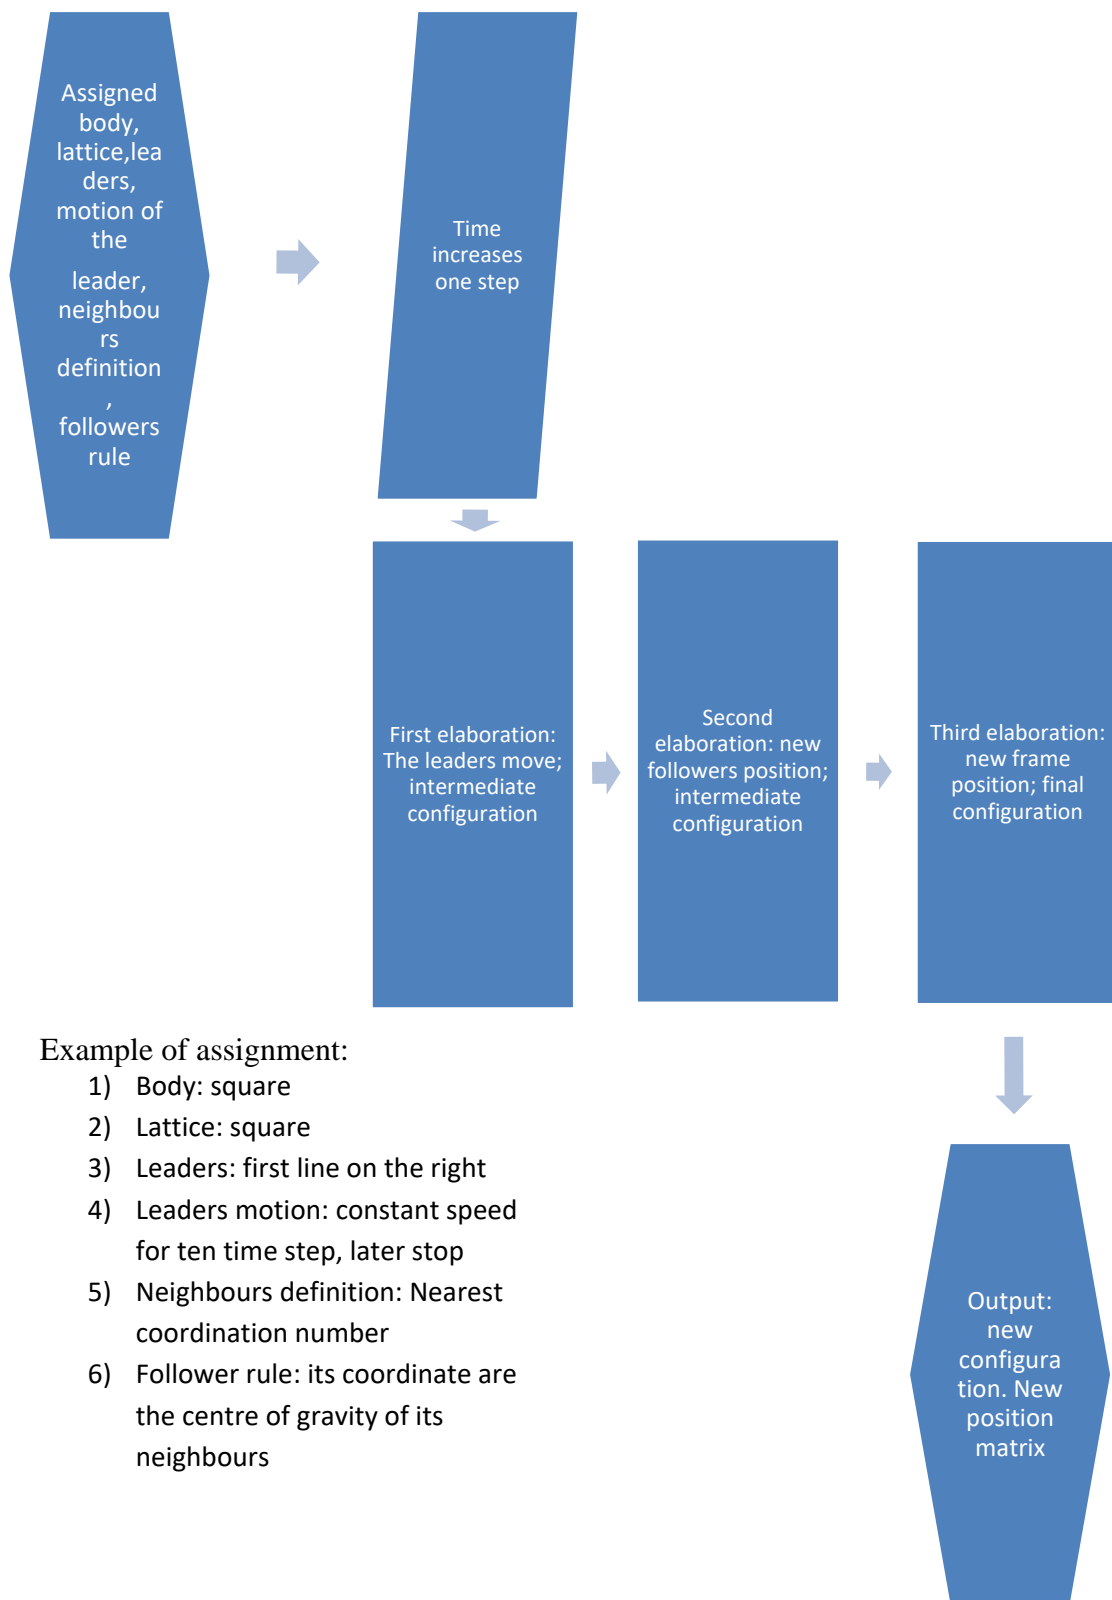 Assigned
body,
lattice,lea
ders,
motion of
the
leader,
neighbou
rs
definition
,
followers
rule
Time
increases
one step
First elaboration:
The leaders move;
intermediate
configuration
Second
elaboration: new
followers position;
intermediate
configuration
Third elaboration:
new frame
position; final
configuration
Example of assignment:
1) Body: square
2) Lattice: square
3) Leaders: first line on the right
4) Leaders motion: constant speed
for ten time step, later stop
5) Neighbours definition: Nearest
coordination number
6) Follower rule: its coordinate are
the centre of gravity of its
neighbours
Output:
new
configura
tion. New
position
matrix